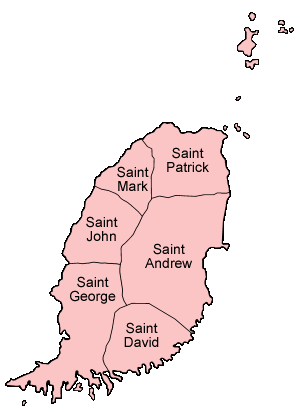 Saint
Patrick
Saint
Mark
Saint
John
Saint
Andrew
Saint
George
Saint
David